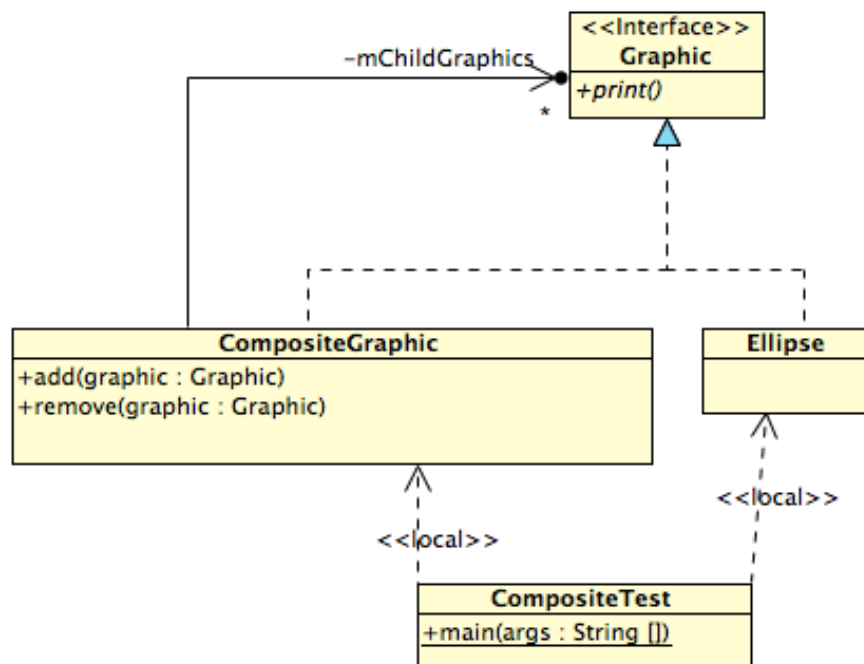 <<Interface>>
Graphic
+print()
-mChildGraphics
*
CompositeGraphic
+add(graphic : Graphic)
+remove(graphic : Graphic)
Ellipse
<<local>>
<<local>>
CompositeTest
+main(args : String [])